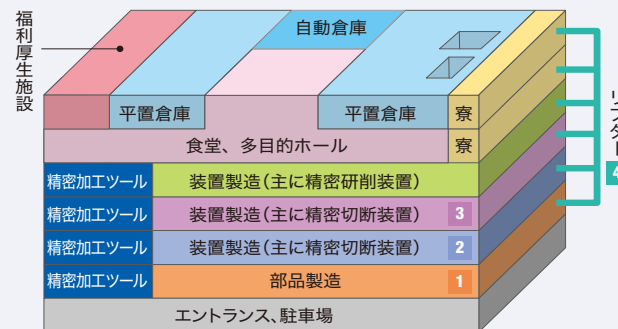 福利厚生施設
自動倉庫
平置倉庫
平置倉庫
寮
食堂、多目的ホール
寮
精密加工ツール
装置製造(主に精密研削装置)
精密加工ツール
装置製造(主に精密切断装置)
3
精密加工ツール
装置製造(主に精密切断装置)
2
精密加工ツール
部品製造
1
エントランス、駐車場
リフター
4